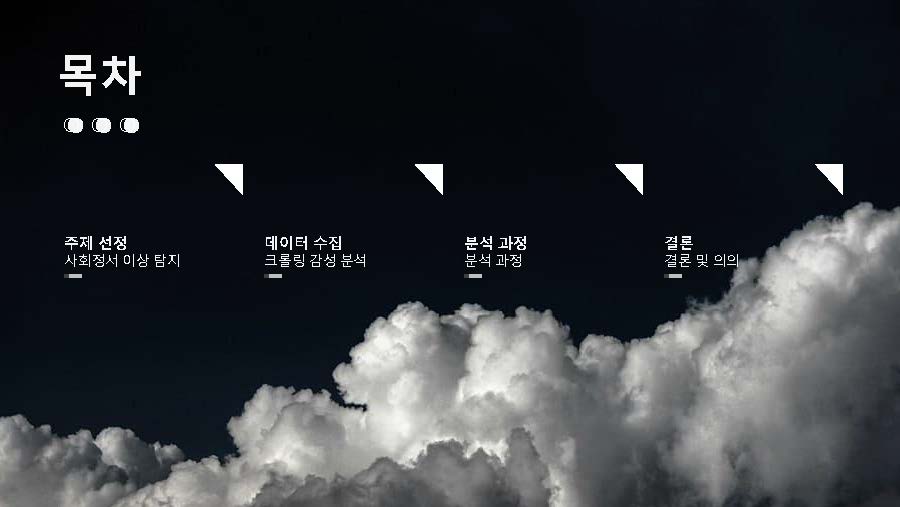 목차
주제 선정
사회정서 이상 탐지
데이터 수집
크롤링 감성 분석
분석 과정
분석 과정
결론
결론 및 의의